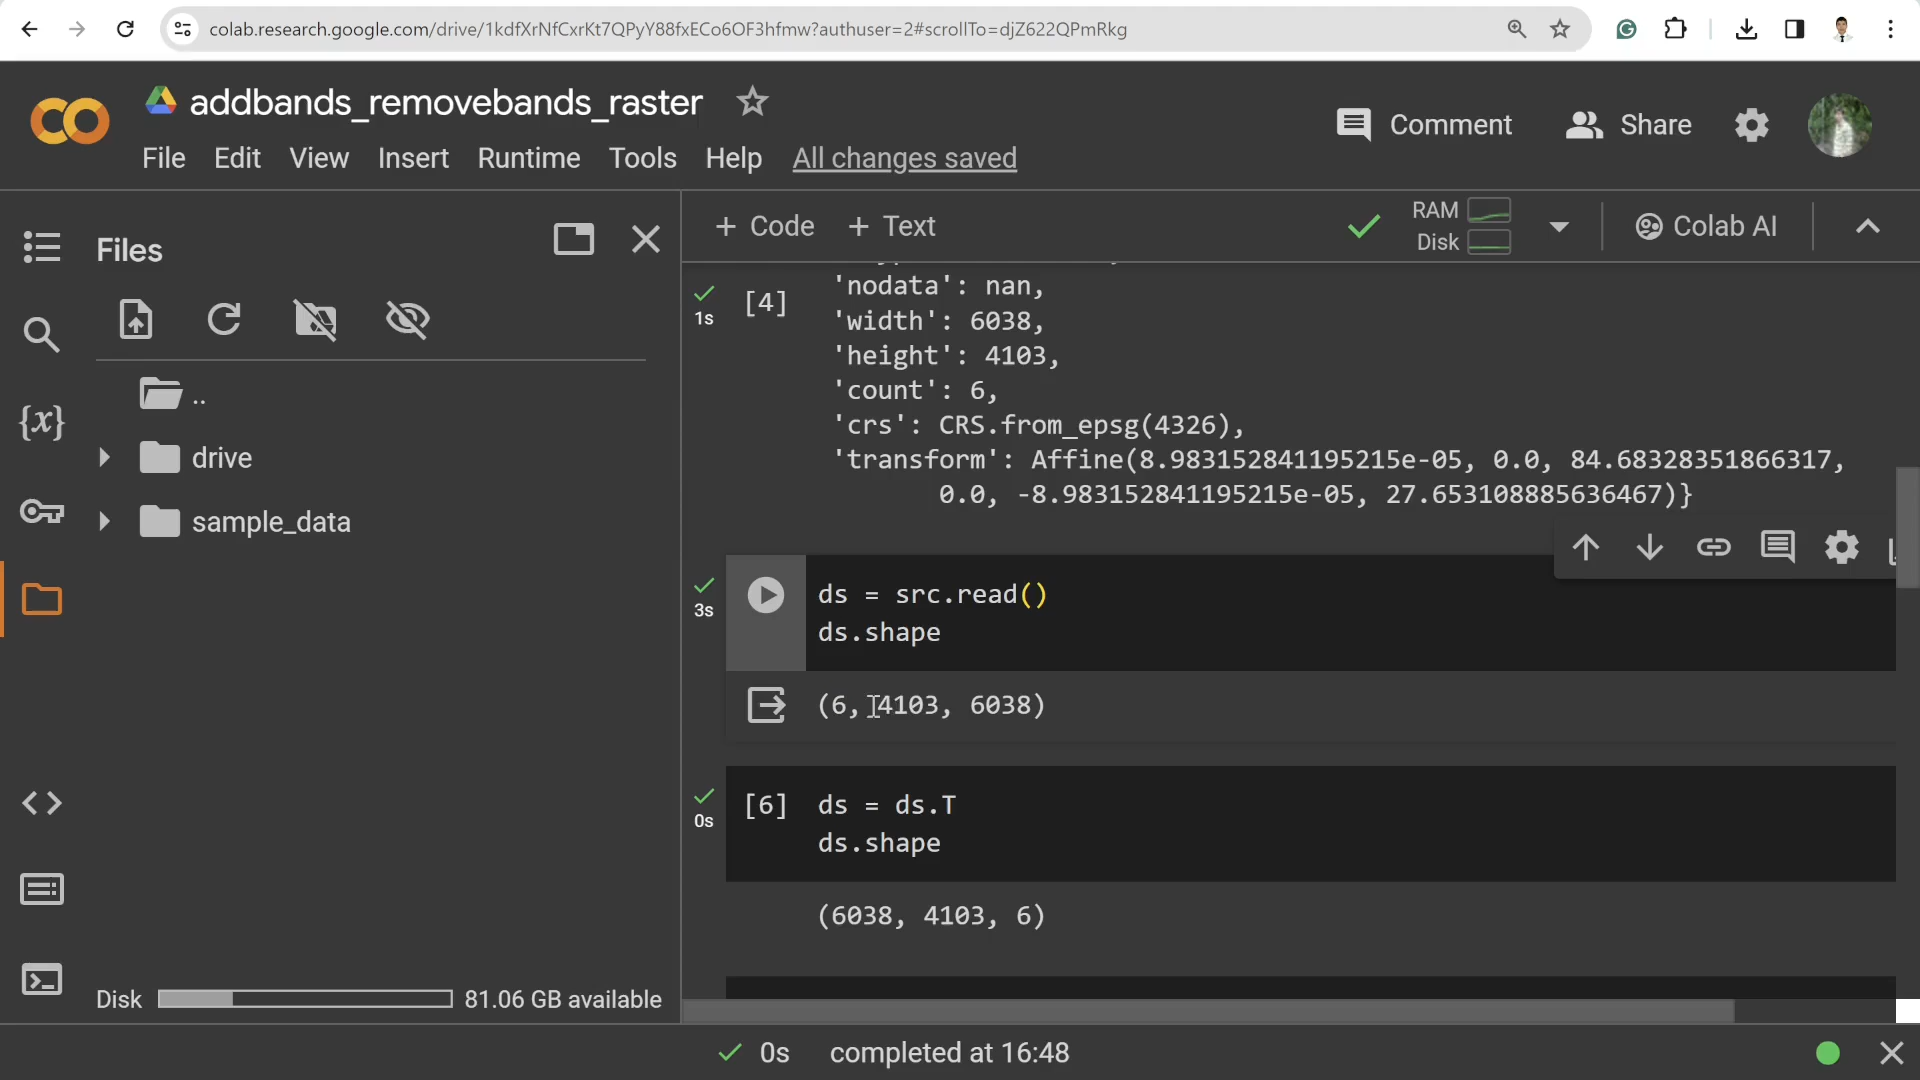 colab.research.google.com/drive/1kdfXrNfCxrKt7QPyY88fxECo6OF3hfmw?authuser=2#scrollTo=djZ622QPmRkg
addbands_removebands_raster
Comment
Share
File Edit View Insert Runtime Tools Help All changes saved
Files
+ Code + Text
RAM
Disk
Colab AI
{x}
..
drive
sample_data
Disk 81.06 GB available
1s
[4]
'nodata': nan,
'width': 6038,
'height': 4103,
'count': 6,
'crs': CRS.from_epsg(4326),
'transform': Affine(8.983152841195215e-05, 0.0, 84.68328351866317,
0.0, -8.983152841195215e-05, 27.653108885636467)}
3s
ds = src.read()
ds.shape
(6, 4103, 6038)
0s
[6]
ds = ds.T
ds.shape
(6038, 4103, 6)
0s completed at 16:48